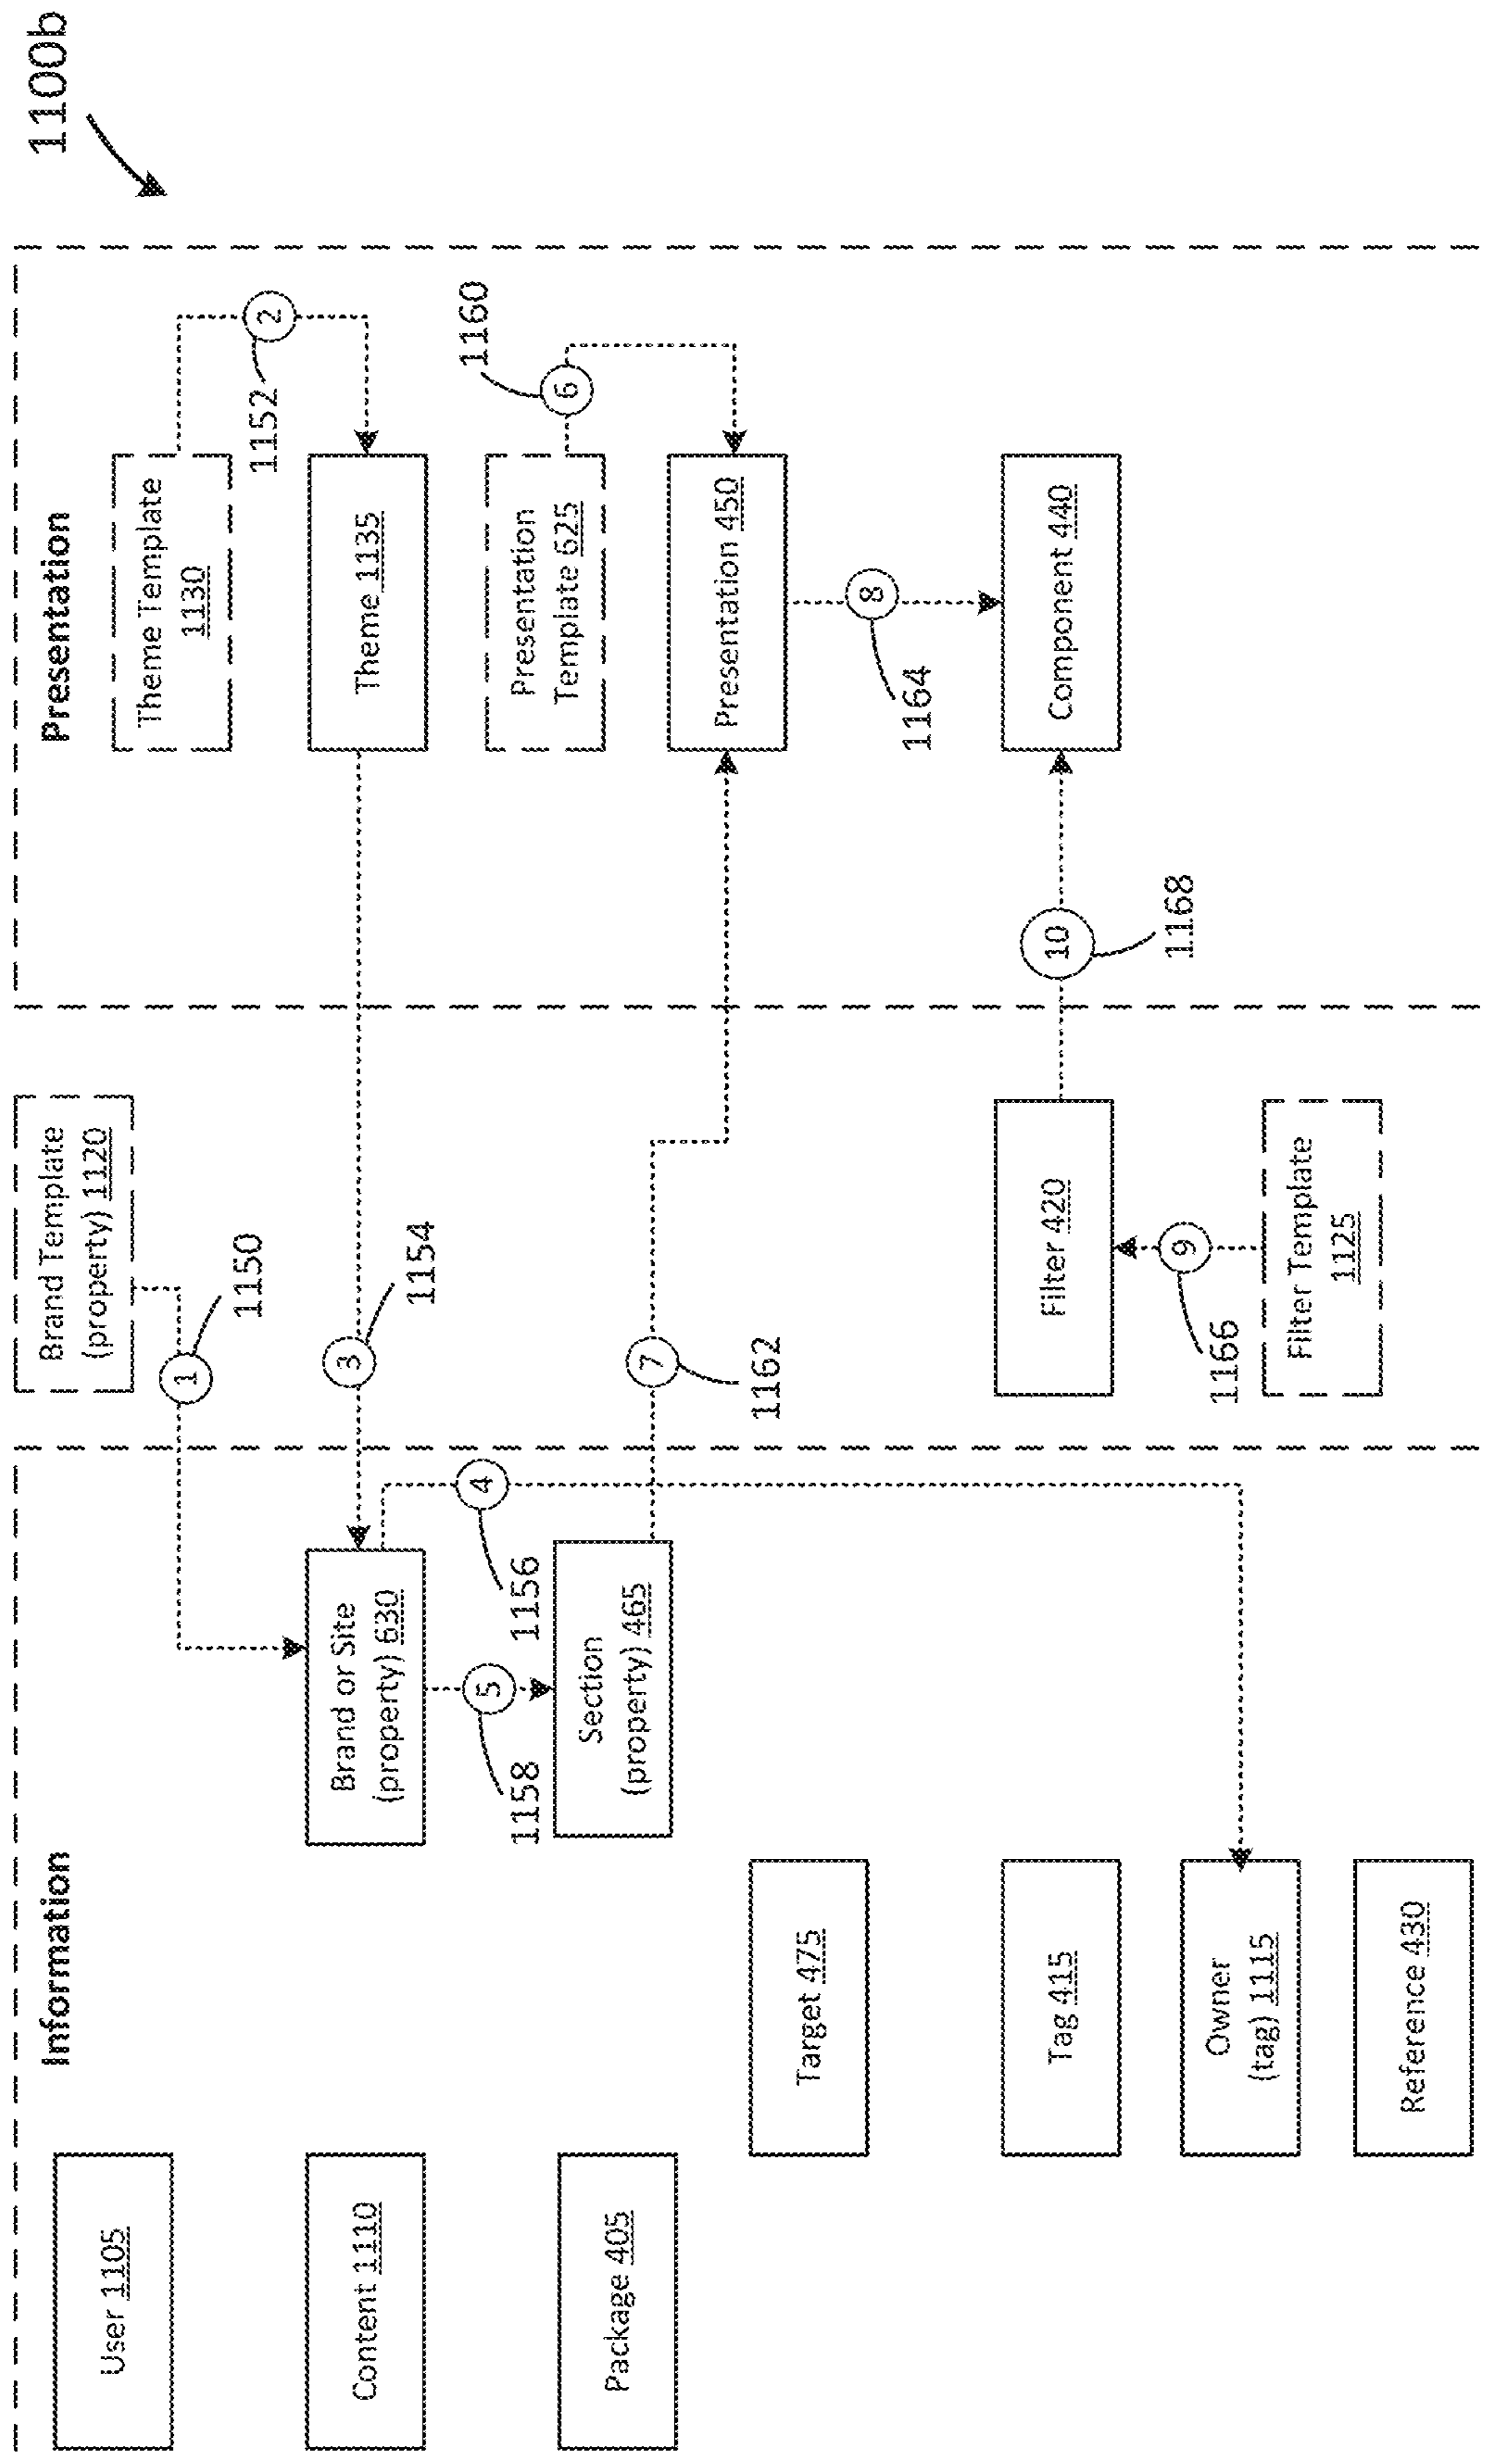 1100b
Information
Presentation
User 1105
Content 1110
Package 405
Target 475
Tag 415
Owner
(tag) 1115
Reference 430
Brand or Site
(property) 630
Section
(property) 465
Brand Template
(property) 1120
Filter 420
Filter Template
1125
Theme Template
1130
Theme 1135
Presentation
Template 625
Presentation 450
Component 440
1
1150
2
1152
3
1154
4
1156
5
1158
6
1160
7
1162
8
1164
9
1166
10
1168